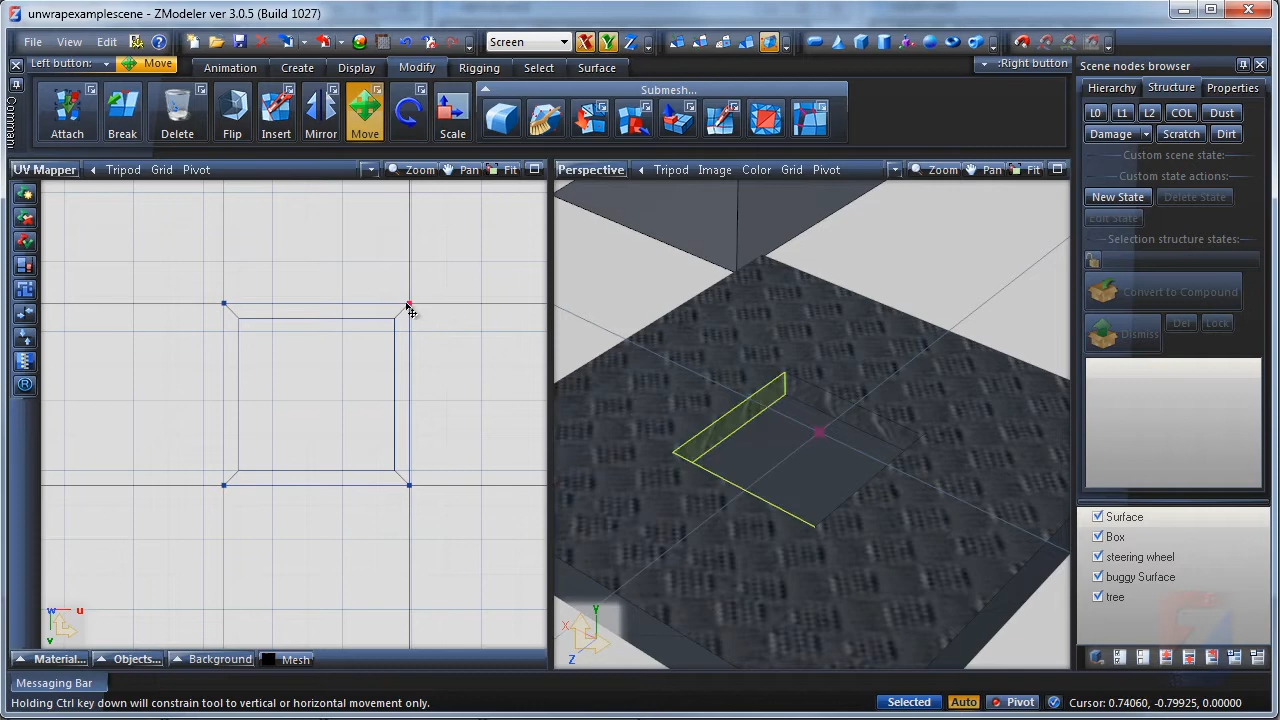 unwrapexamplescene - ZModeler ver 3.0.5 (Build 1027)
File View Edit Screen X Y Z
Left button: Move Animation Create Display Modify Rigging Select Surface :Right button Scene nodes browser
Hierarchy Structure Properties
Submesh...
L0 L1 L2 COL Dust
Attach Break Delete Flip Insert Mirror Move Scale
Damage Scratch Dirt
Custom scene state:
UV Mapper Tripod Grid Pivot Zoom Pan Fit Perspective Tripod Image Color Grid Pivot Zoom Pan Fit
Custom state actions:
New State Delete State
Edit State
Selection structure states:
Convert to Compound
Dismiss Del Lock
Surface
Box
steering wheel
buggy Surface
tree
w u
v
Y
X
Z
Material... Objects... Background Mesh
Messaging Bar
Holding Ctrl key down will constrain tool to vertical or horizontal movement only. Selected Auto Pivot Cursor: 0.74060, -0.79925, 0.00000